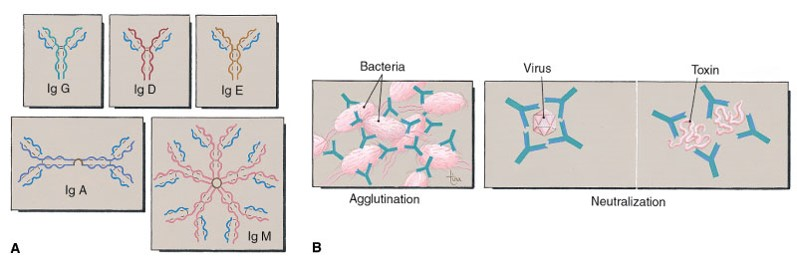 Ig G
Ig D
Ig E
Ig A
Ig M
A
Bacteria
Virus
Toxin
Agglutination
Neutralization
B